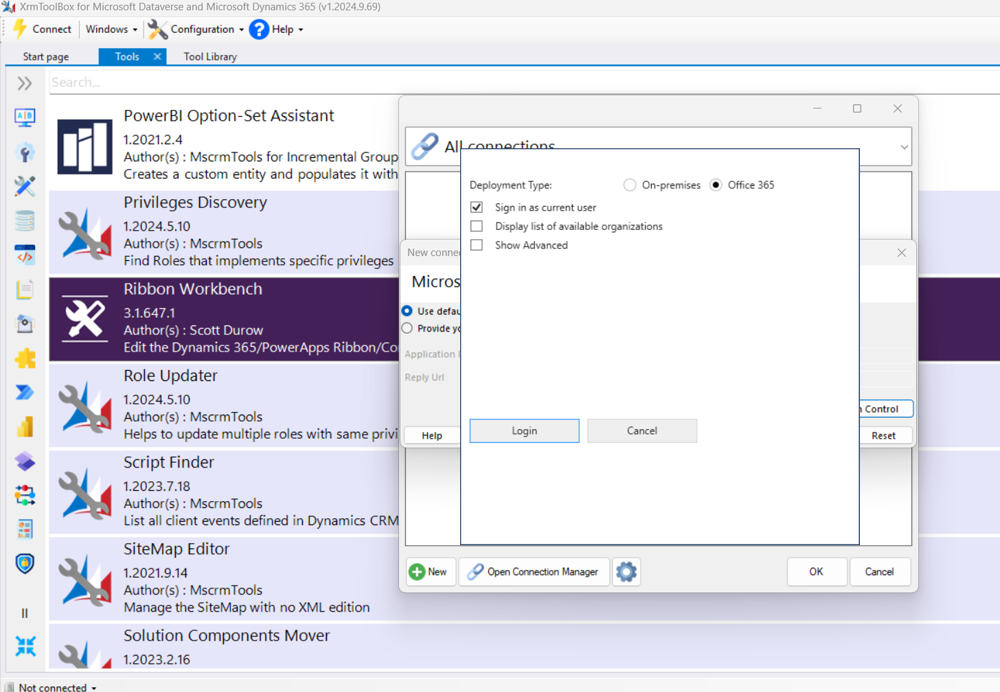 XrmToolBox for Microsoft Dataverse and Microsoft Dynamics 365 (v1.2024.9.69)
Connect Windows Configuration Help
Start page Tools Tool Library
Search...
PowerBI Option-Set Assistant
1.2021.2.4
Author(s) : MscrmTools for Incremental Group
Creates a custom entity and populates it with
Privileges Discovery
1.2024.5.10
Author(s) : MscrmTools
Find Roles that implements specific privileges
Ribbon Workbench
3.1.647.1
Author(s) : Scott Durow
Edit the Dynamics 365/PowerApps Ribbon/Co
Role Updater
1.2024.5.10
Author(s) : MscrmTools
Helps to update multiple roles with same privi
Script Finder
1.2023.7.18
Author(s) : MscrmTools
List all client events defined in Dynamics CRM
SiteMap Editor
1.2021.9.14
Author(s) : MscrmTools
Manage the SiteMap with no XML edition
Solution Components Mover
1.2023.2.16
All connections
New conne
Micros
Use defau
Provide yo
Application I
Reply Url
Help
n Control
Reset
Deployment Type: On-premises Office 365
Sign in as current user
Display list of available organizations
Show Advanced
Login Cancel
New Open Connection Manager OK Cancel
Not connected